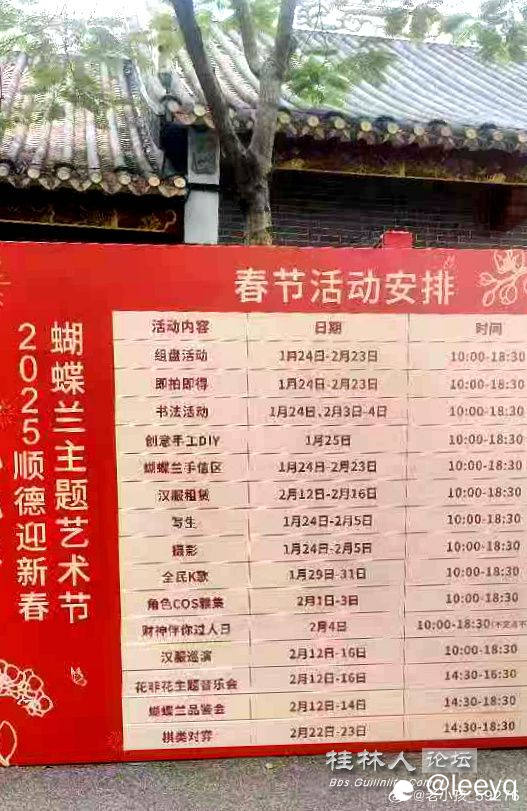 春节活动安排
2025顺德迎新春
蝴蝶兰主题艺术节
活动内容 日期 时间
组盘活动 1月24日-2月23日 10:00-18:30
即拍即得 1月24日-2月23日 10:00-18:30
书法活动 1月24日、2月3日-4日 10:00-18:30
创意手工DIY 1月25日 10:00-18:30
蝴蝶兰手信区 1月24日-2月23日 10:00-18:30
汉服租赁 2月12日-2月16日 10:00-18:30
写生 1月24日-2月5日 10:00-18:30
摄影 1月24日-2月5日 10:00-18:30
全民K歌 1月29日-31日 10:00-18:30
角色COS雅集 2月1日-3日 10:00-18:30
财神伴你过人日 2月4日 10:00-18:30(不定点不
汉服巡演 2月12日-16日 10:00-18:30
花非花主题音乐会 2月12日-16日 14:30-16:30
蝴蝶兰品鉴会 2月12日-14日 14:30-18:30
棋类对弈 2月22日-23日 14:30-18:30
桂林人论坛
Bbs.Guilinlife.Com
@leeyq